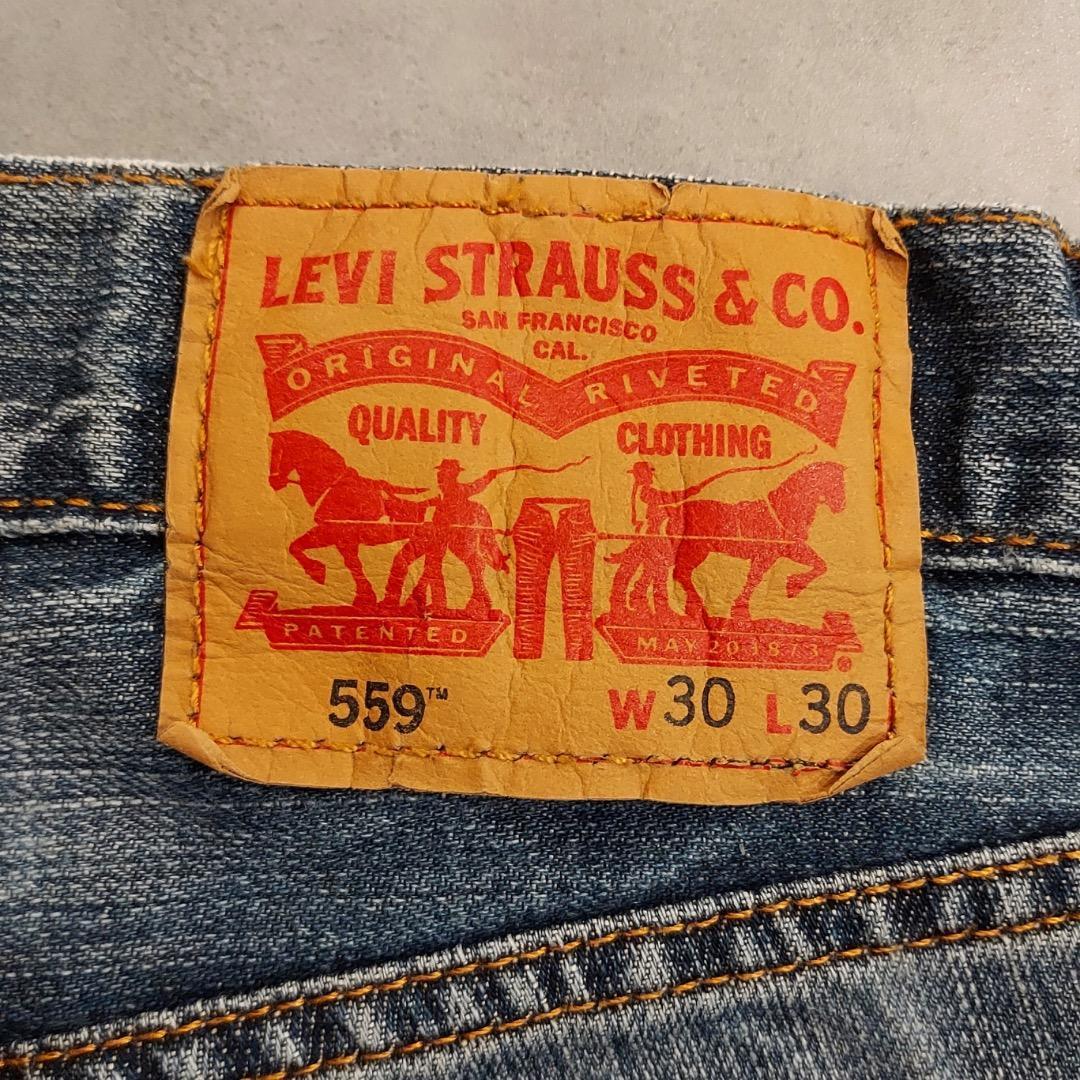 LEVI STRAUSS & CO.
SAN FRANCISCO
CAL.
ORIGINAL RIVETED
QUALITY CLOTHING
PATENTED MAY 20 1873 ®
559™ W30 L30